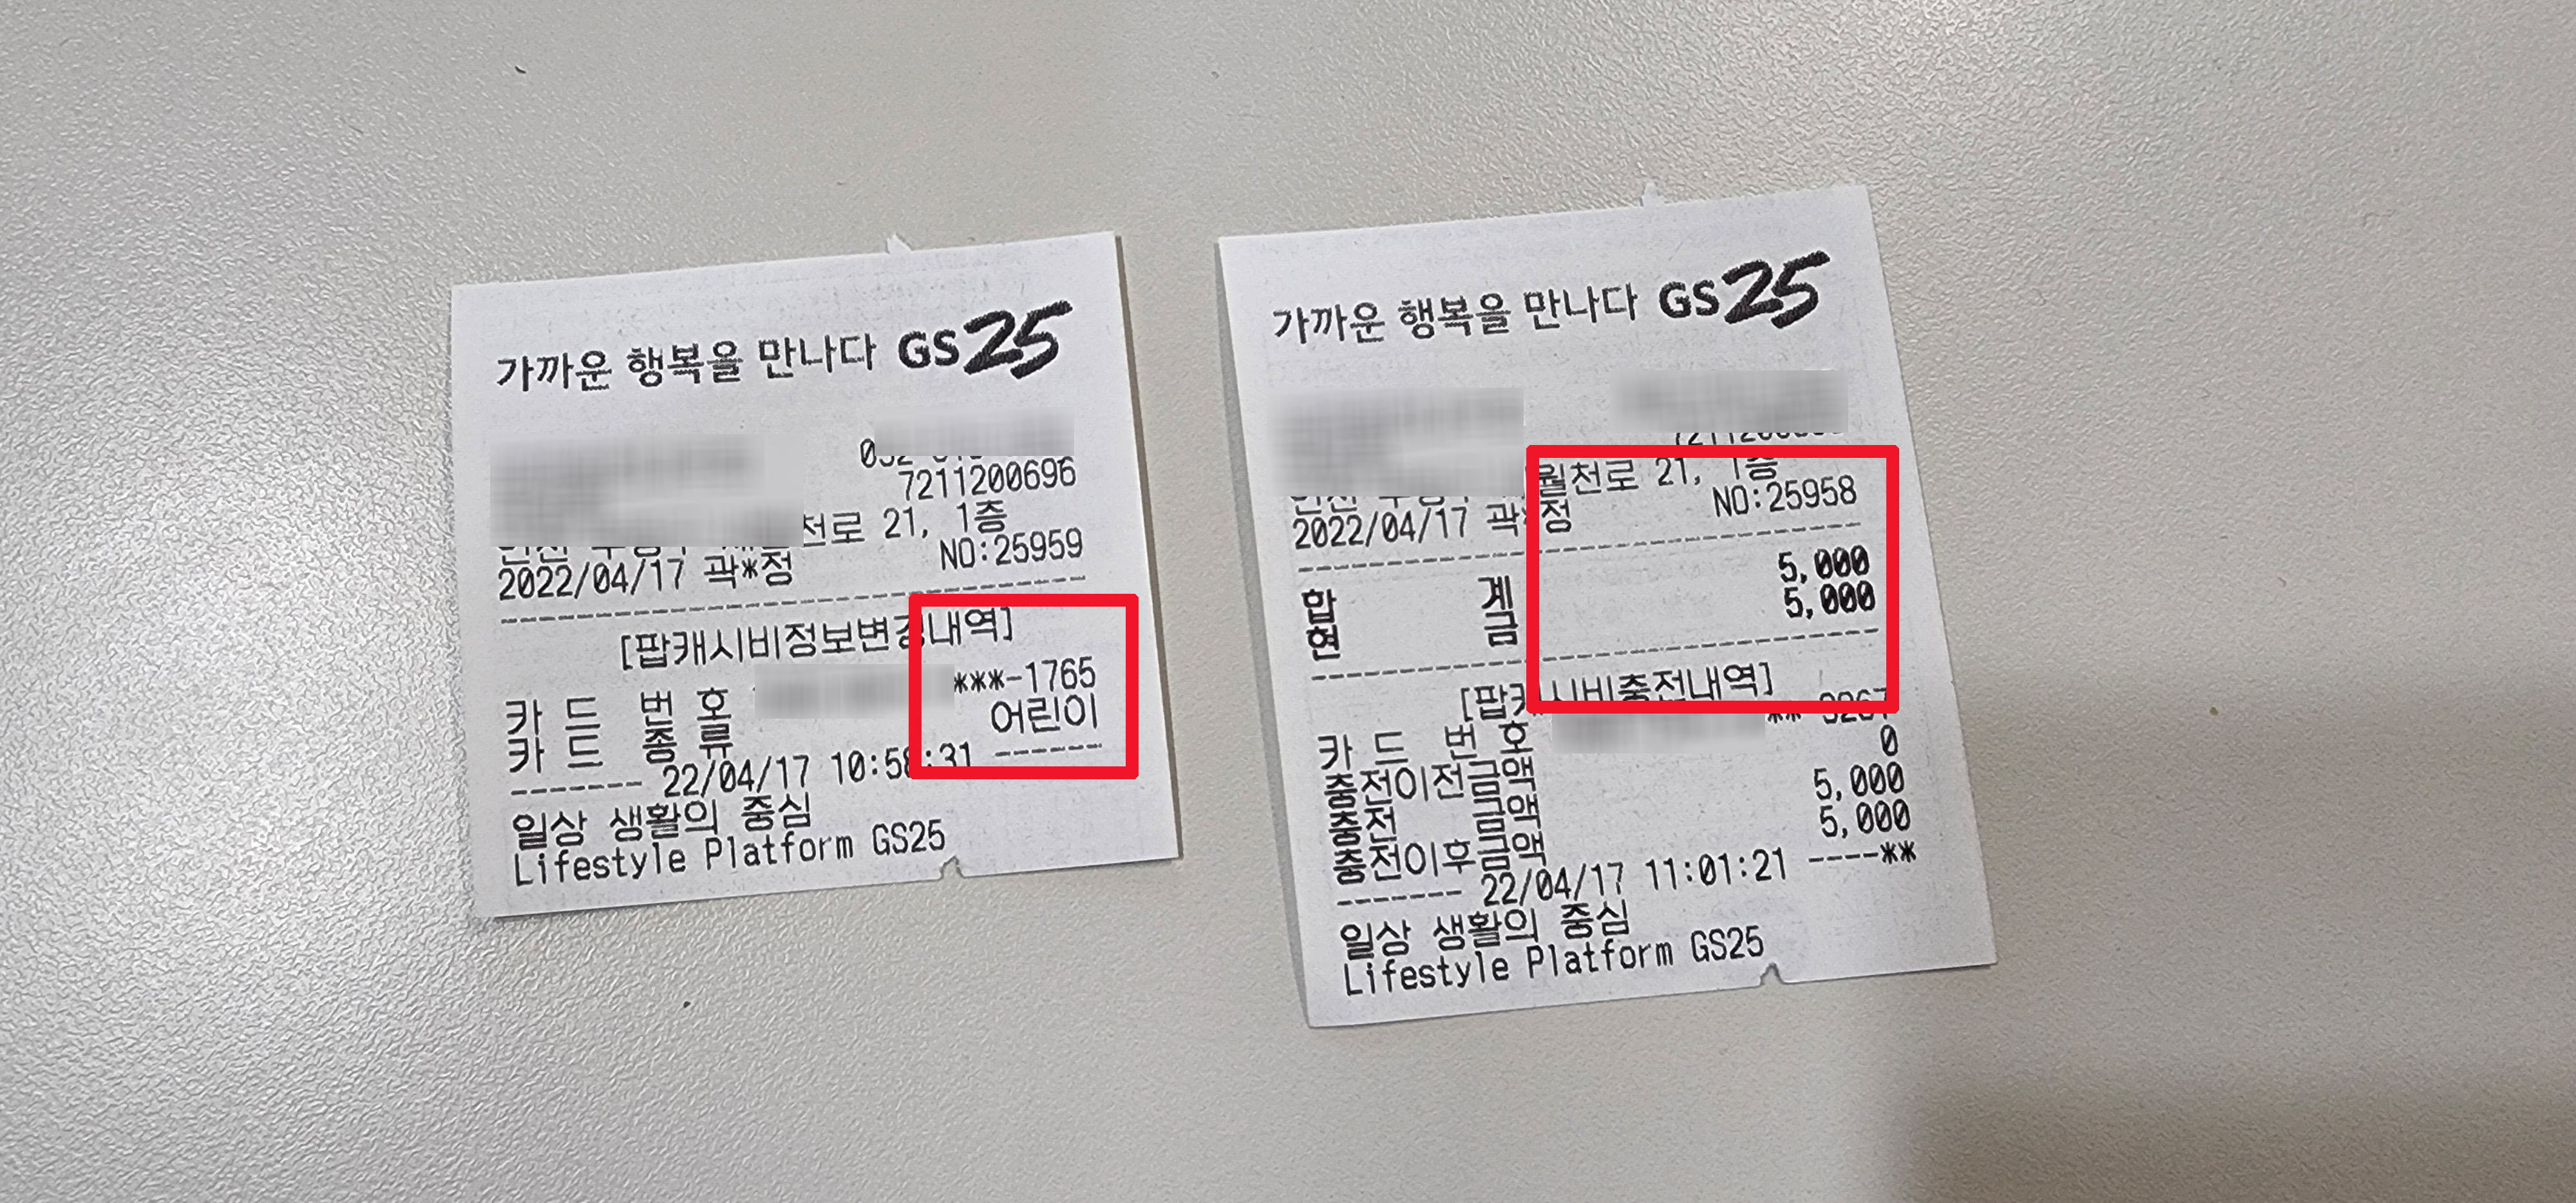 가까운 행복을 만나다 GS25
7211200696
천로 21, 1층
2022/04/17 곽*정 NO:25959
[팝캐시비정보변경내역]
카 드 번 호 ***-1765
카 드 종 류 어린이
------- 22/04/17 10:58:31 ------
일상 생활의 중심
Lifestyle Platform GS25
가까운 행복을 만나다 GS25
월천로 21, 1층
2022/04/17 곽*정 NO:25958
합 계 5,000
현 금 5,000
[팝캐시비충전내역]
카 드 번 호
충전이전금액 0
충전 금액 5,000
충전이후금액 5,000
------- 22/04/17 11:01:21 ----**
일상 생활의 중심
Lifestyle Platform GS25